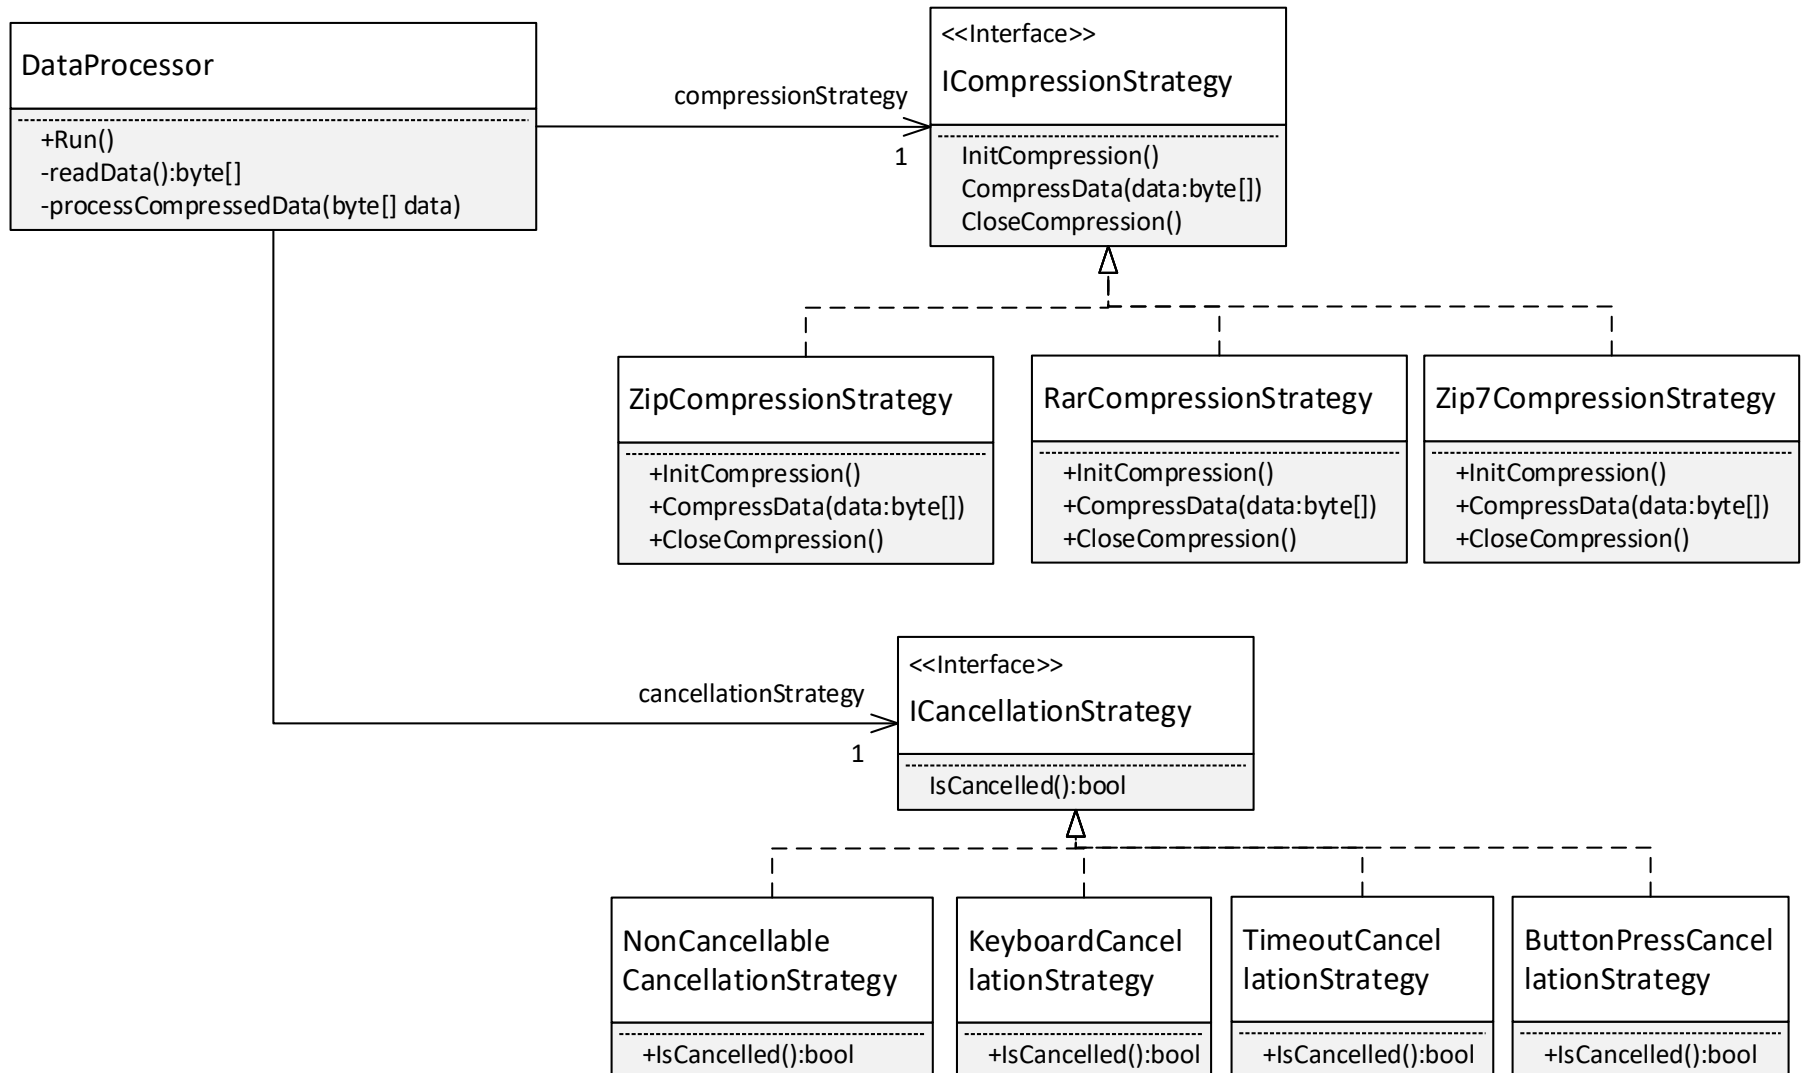 DataProcessor
+Run()
-readData():byte[]
-processCompressedData(byte[] data)
compressionStrategy
1
<<Interface>>
ICompressionStrategy
InitCompression()
CompressData(data:byte[])
CloseCompression()
ZipCompressionStrategy
+InitCompression()
+CompressData(data:byte[])
+CloseCompression()
RarCompressionStrategy
+InitCompression()
+CompressData(data:byte[])
+CloseCompression()
Zip7CompressionStrategy
+InitCompression()
+CompressData(data:byte[])
+CloseCompression()
cancellationStrategy
1
<<Interface>>
ICancellationStrategy
IsCancelled():bool
NonCancellable
CancellationStrategy
+IsCancelled():bool
KeyboardCancel
lationStrategy
+IsCancelled():bool
TimeoutCancel
lationStrategy
+IsCancelled():bool
ButtonPressCancel
lationStrategy
+IsCancelled():bool